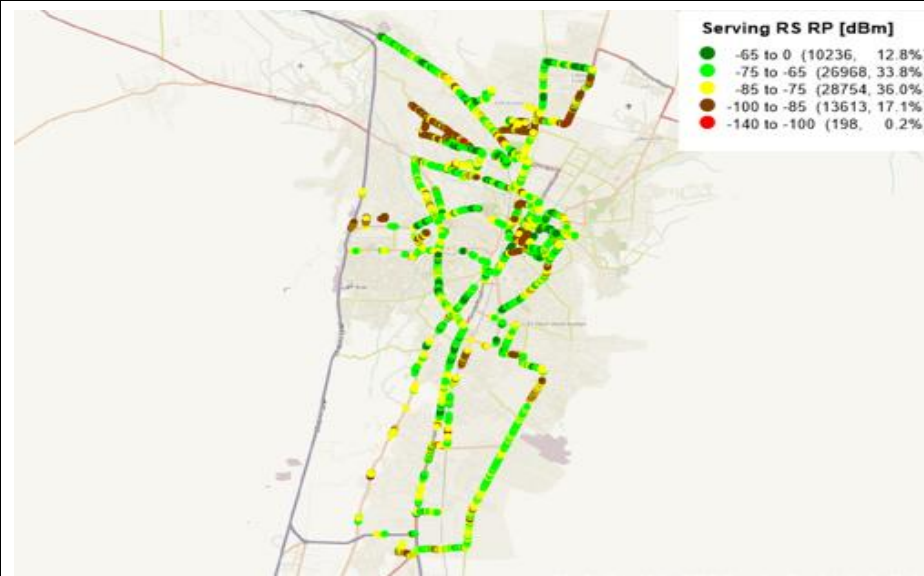 Serving RS RP [dBm]
-65 to 0 (10236, 12.8%
-75 to -65 (26968, 33.8%
-85 to -75 (28754, 36.0%
-100 to -85 (13613, 17.1%
-140 to -100 (198, 0.2%